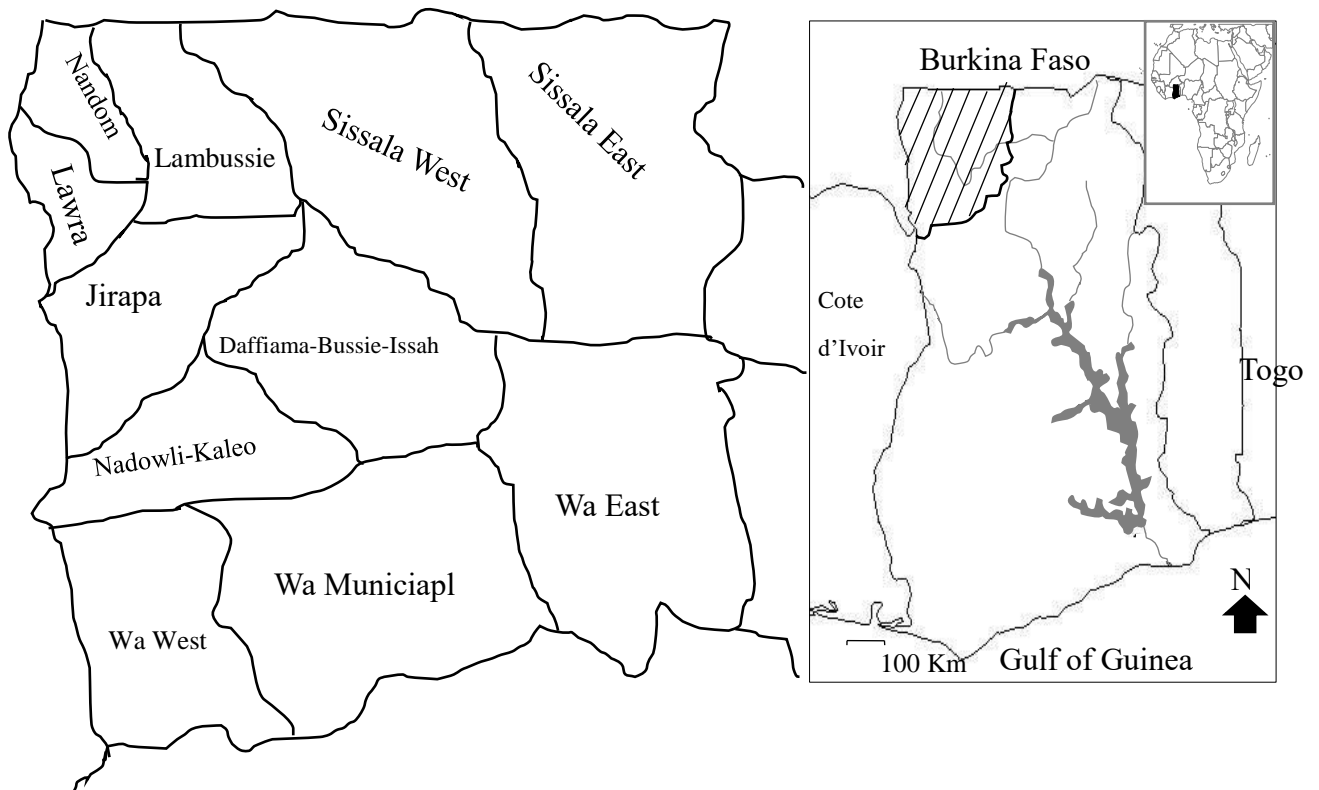 Nandom
Lambussie
Sissala West
Sissala East
Lawra
Jirapa
Daffiama-Bussie-Issah
Nadowli-Kaleo
Wa East
Wa Municiapl
Wa West
Burkina Faso
Cote
d’Ivoir
Togo
N
100 Km
Gulf of Guinea